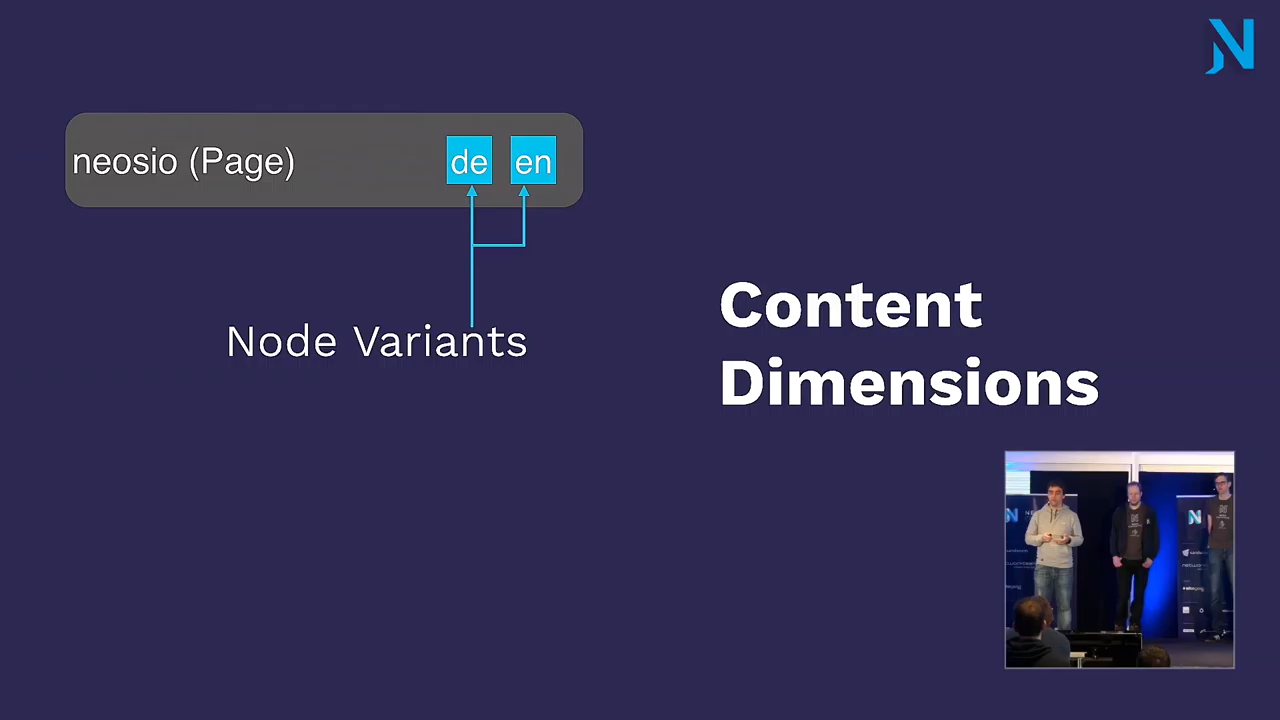 neosio (Page)
de
en
Node Variants
Content
Dimensions